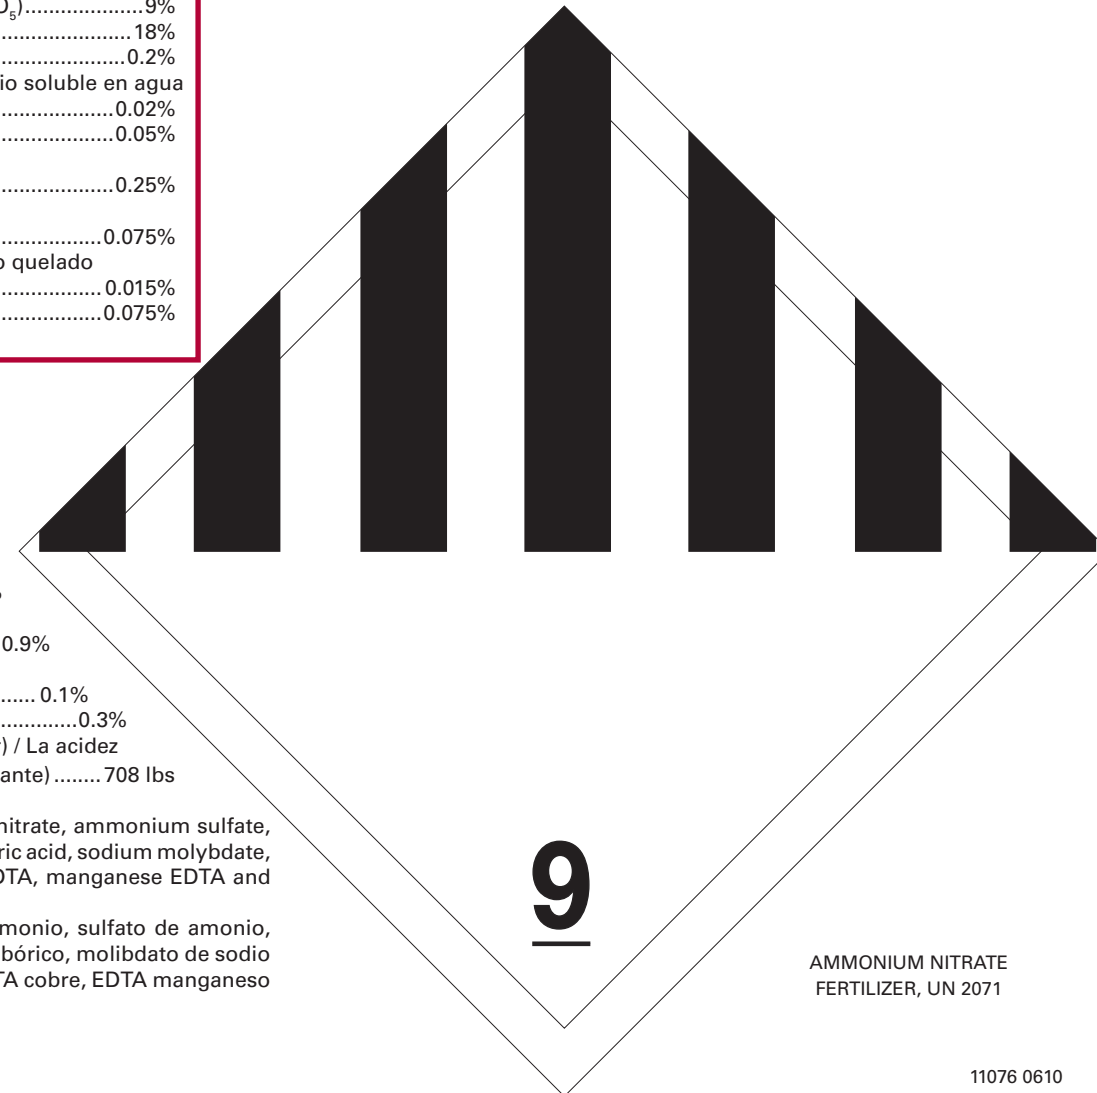 O₅)....................9%
......................18%
.....................0.2%
io soluble en agua
...................0.02%
...................0.05%
...................0.25%
.................0.075%
o quelado
.................0.015%
.................0.075%
0.9%
...... 0.1%
.............0.3%
) / La acidez
ante) ........ 708 lbs
nitrate, ammonium sulfate,
ric acid, sodium molybdate,
DTA, manganese EDTA and
monio, sulfato de amonio,
bórico, molibdato de sodio
TA cobre, EDTA manganeso
9
AMMONIUM NITRATE
FERTILIZER, UN 2071
11076 0610